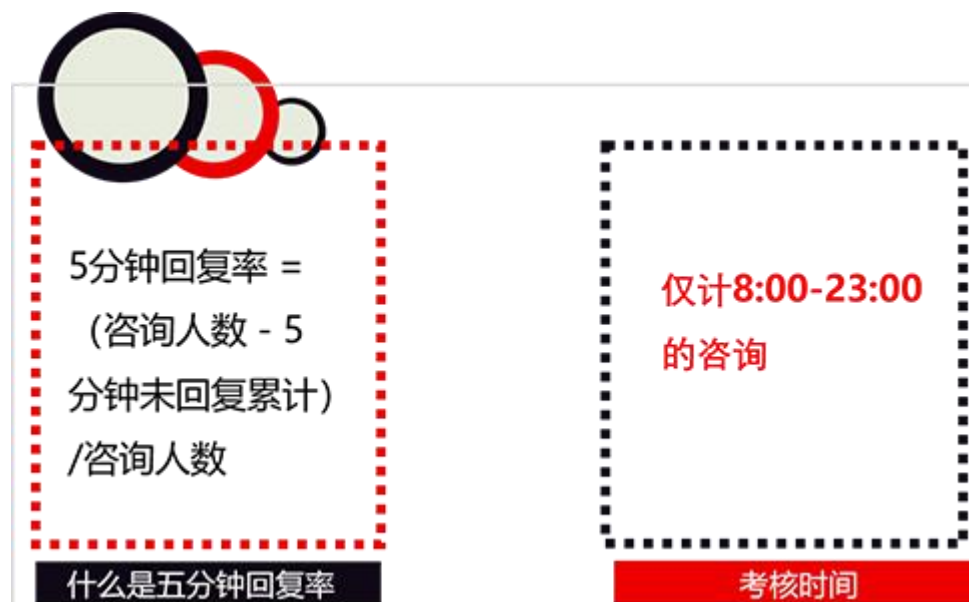 5分钟回复率 =
（咨询人数 - 5
分钟未回复累计）
/咨询人数
什么是五分钟回复率
仅计8:00-23:00
的咨询
考核时间